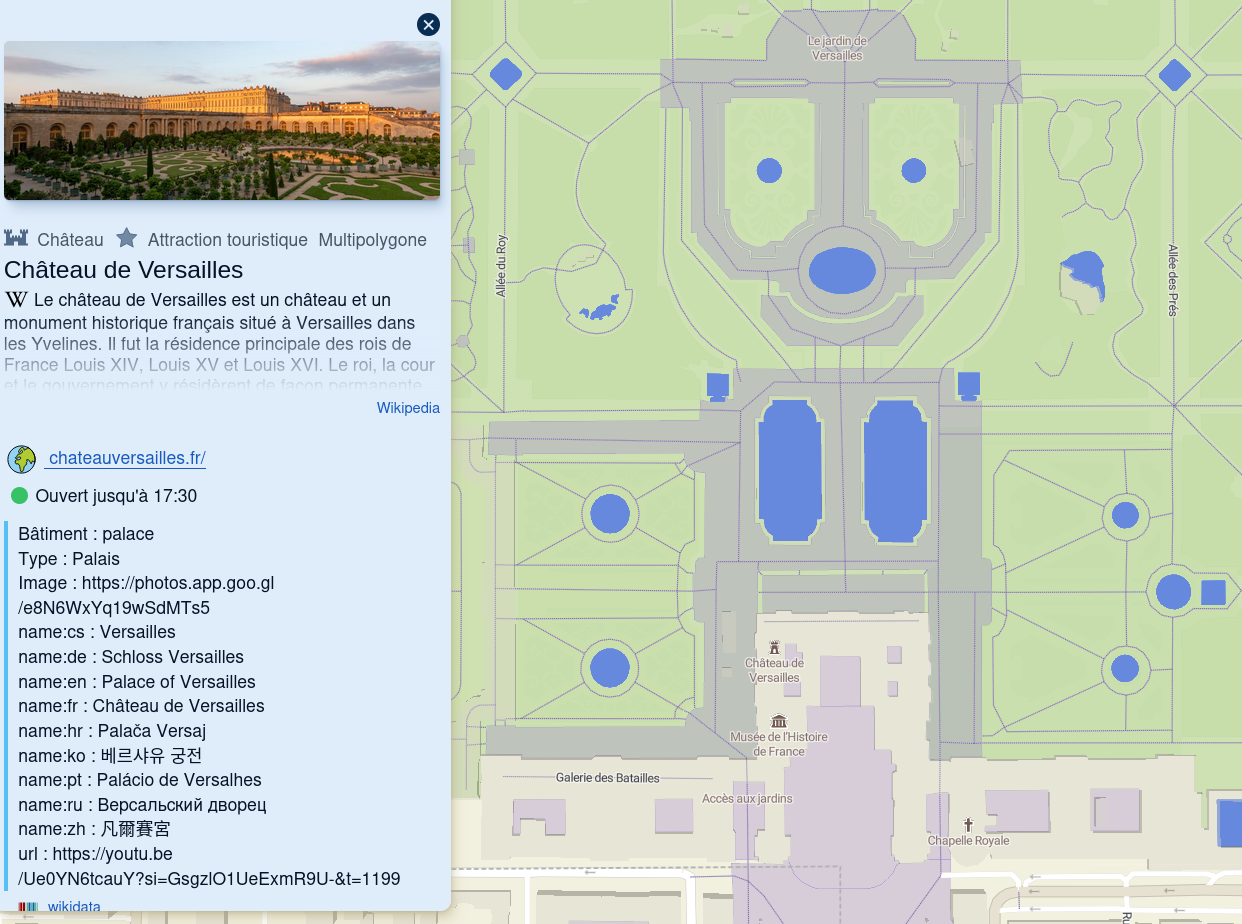 Château Attraction touristique Multipolygone
Château de Versailles
W Le château de Versailles est un château et un
monument historique français situé à Versailles dans
les Yvelines. Il fut la résidence principale des rois de
France Louis XIV, Louis XV et Louis XVI. Le roi, la cour
et le gouvernement y résidèrent de façon permanente
Wikipedia
chateauversailles.fr/
Ouvert jusqu'à 17:30
Bâtiment : palace
Type : Palais
Image : https://photos.app.goo.gl
/e8N6WxYq19wSdMTs5
name:cs : Versailles
name:de : Schloss Versailles
name:en : Palace of Versailles
name:fr : Château de Versailles
name:hr : Palača Versaj
name:ko : 베르사유 궁전
name:pt : Palácio de Versalhes
name:ru : Версальский дворец
name:zh : 凡爾賽宮
url : https://youtu.be
/Ue0YN6tcauY?si=GsgzlO1UeExmR9U-&t=1199
wikidata
Le jardin de
Versailles
Allée du Roy
Allée des Prés
Château de
Versailles
Musée de l'Histoire
de France
Galerie des Batailles
Accès aux jardins
Chapelle Royale